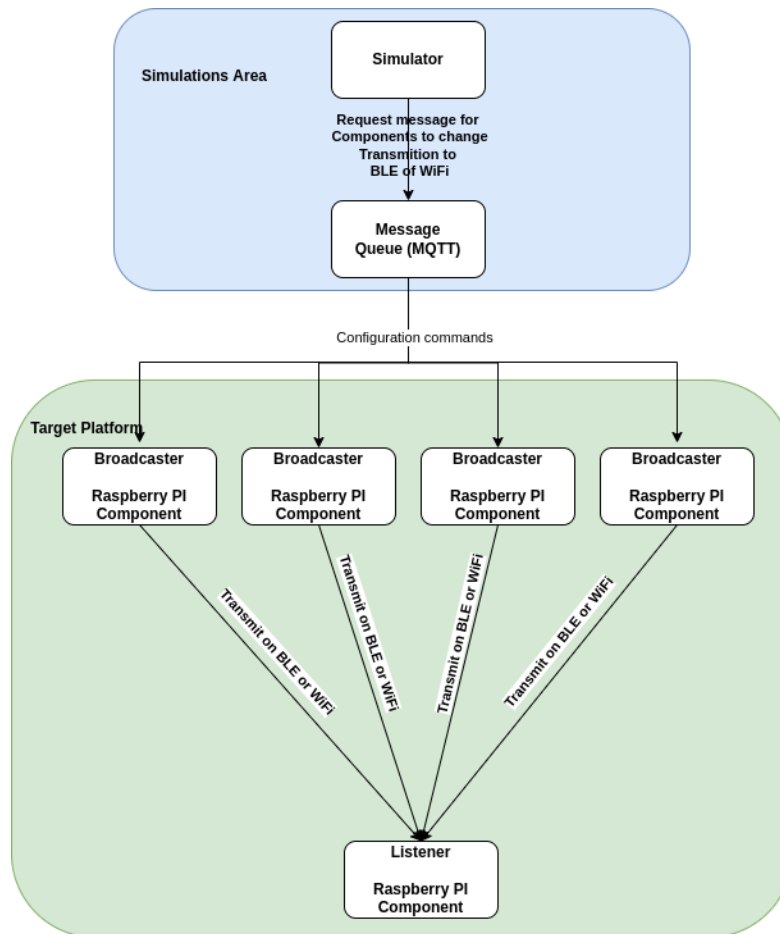 Simulator
Simulations Area
Request message for
Components to change
Transmition to
BLE of WiFi
Message
Queue (MQTT)
Configuration commands
Target Platform
Broadcaster
Raspberry PI
Component
Broadcaster
Raspberry PI
Component
Broadcaster
Raspberry PI
Component
Broadcaster
Raspberry PI
Component
Transmit on BLE or WiFi
Transmit on BLE or WiFi
Transmit on BLE or WiFi
Transmit on BLE or WiFi
Listener
Raspberry PI
Component